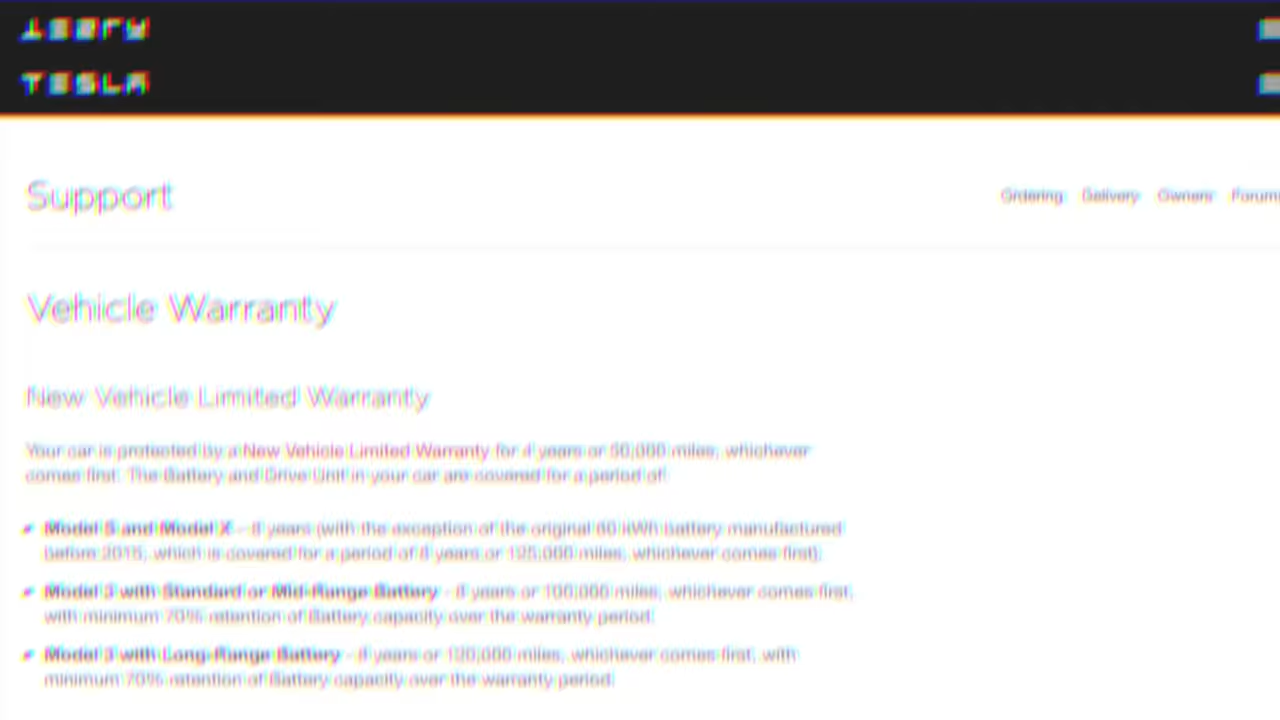 TESLA
Support
Ordering Delivery Owners Forums
Vehicle Warranty
New Vehicle Limited Warranty
Your car is protected by a New Vehicle Limited Warranty for 4 years or 50,000 miles, whichever
comes first. The Battery and Drive Unit in your car are covered for a period of:
Model S and Model X - 8 years (with the exception of the original 60 kWh battery manufactured
before 2015, which is covered for a period of 8 years or 125,000 miles, whichever comes first).
Model 3 with Standard or Mid-Range Battery - 8 years or 100,000 miles, whichever comes first,
with minimum 70% retention of Battery capacity over the warranty period.
Model 3 with Long-Range Battery - 8 years or 120,000 miles, whichever comes first, with
minimum 70% retention of Battery capacity over the warranty period.